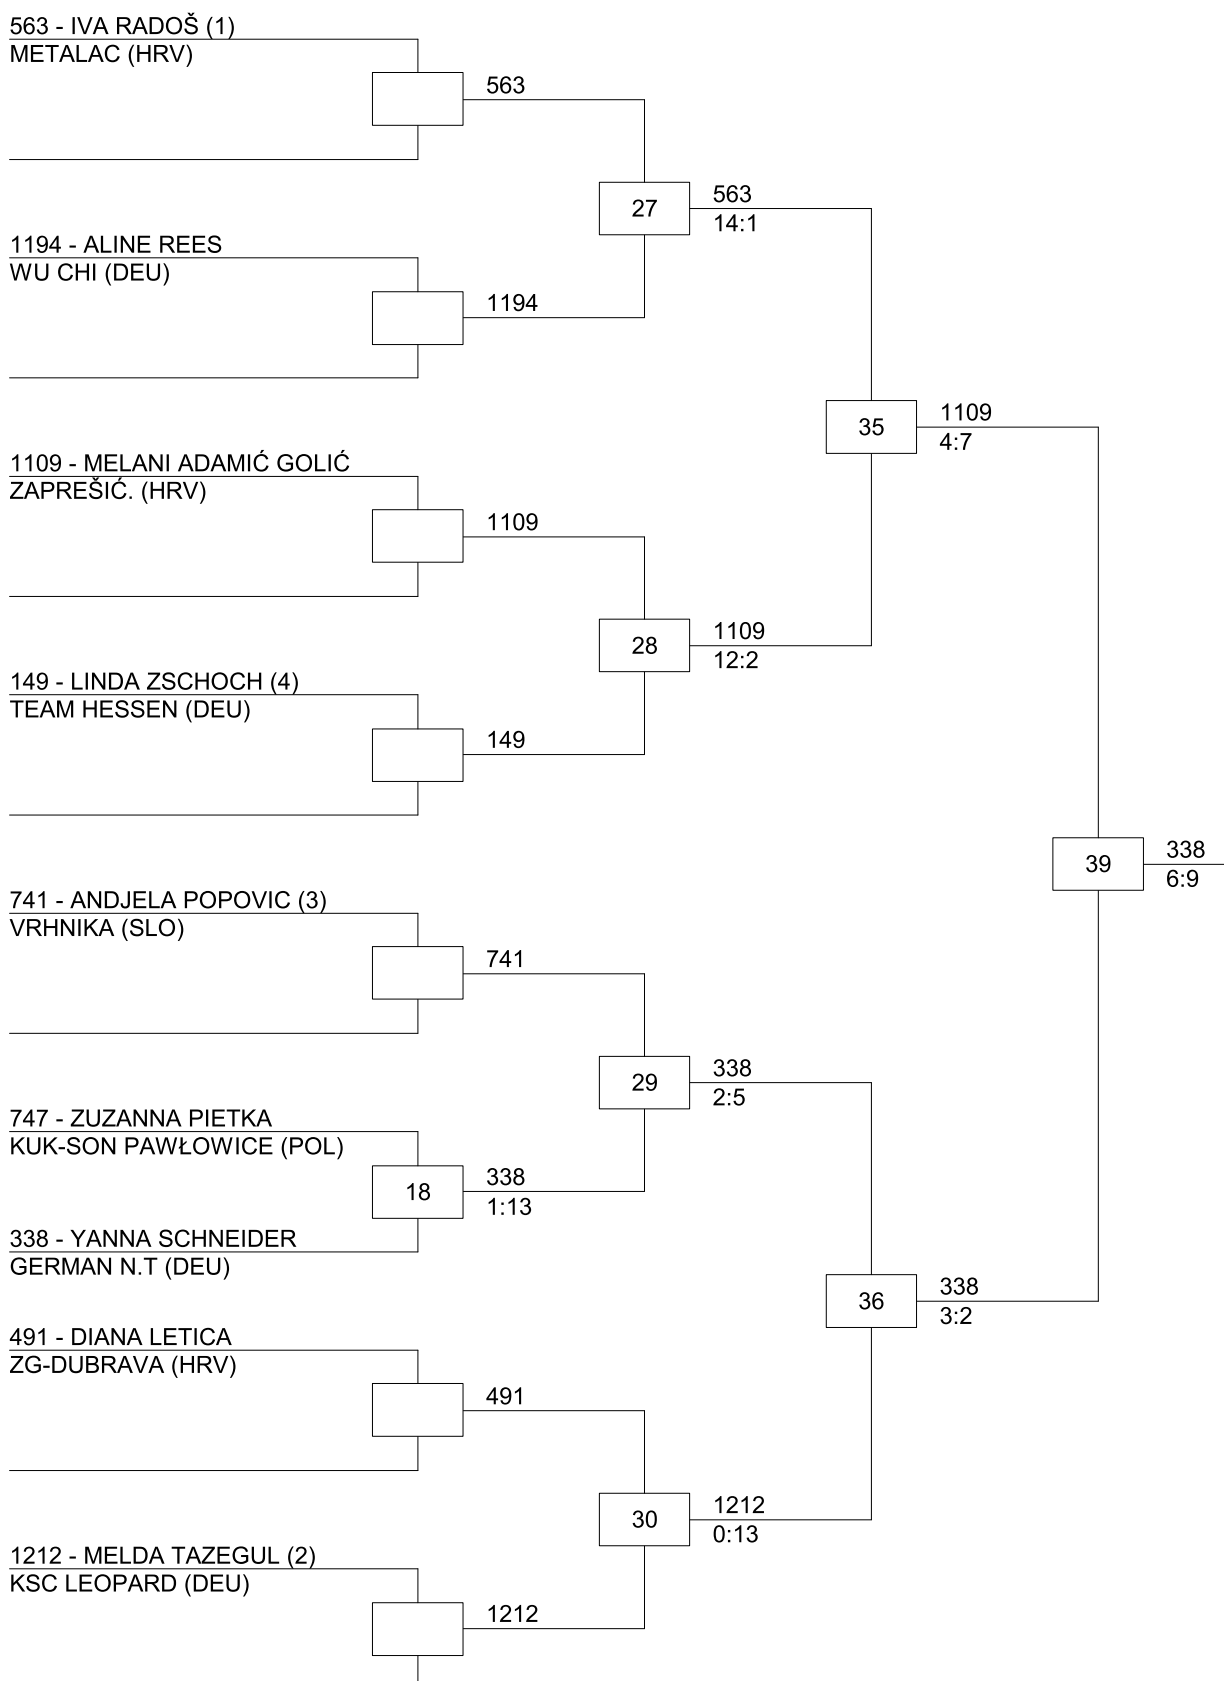 563 - IVA RADOŠ (1)
METALAC (HRV)
563
27
563
14:1
1194 - ALINE REES
WU CHI (DEU)
1194
35
1109
4:7
1109 - MELANI ADAMIĆ GOLIĆ
ZAPREŠIĆ. (HRV)
1109
28
1109
12:2
149 - LINDA ZSCHOCH (4)
TEAM HESSEN (DEU)
149
39
338
6:9
741 - ANDJELA POPOVIC (3)
VRHNIKA (SLO)
741
29
338
2:5
747 - ZUZANNA PIETKA
KUK-SON PAWŁOWICE (POL)
18
338
1:13
338 - YANNA SCHNEIDER
GERMAN N.T (DEU)
36
338
3:2
491 - DIANA LETICA
ZG-DUBRAVA (HRV)
491
30
1212
0:13
1212 - MELDA TAZEGUL (2)
KSC LEOPARD (DEU)
1212